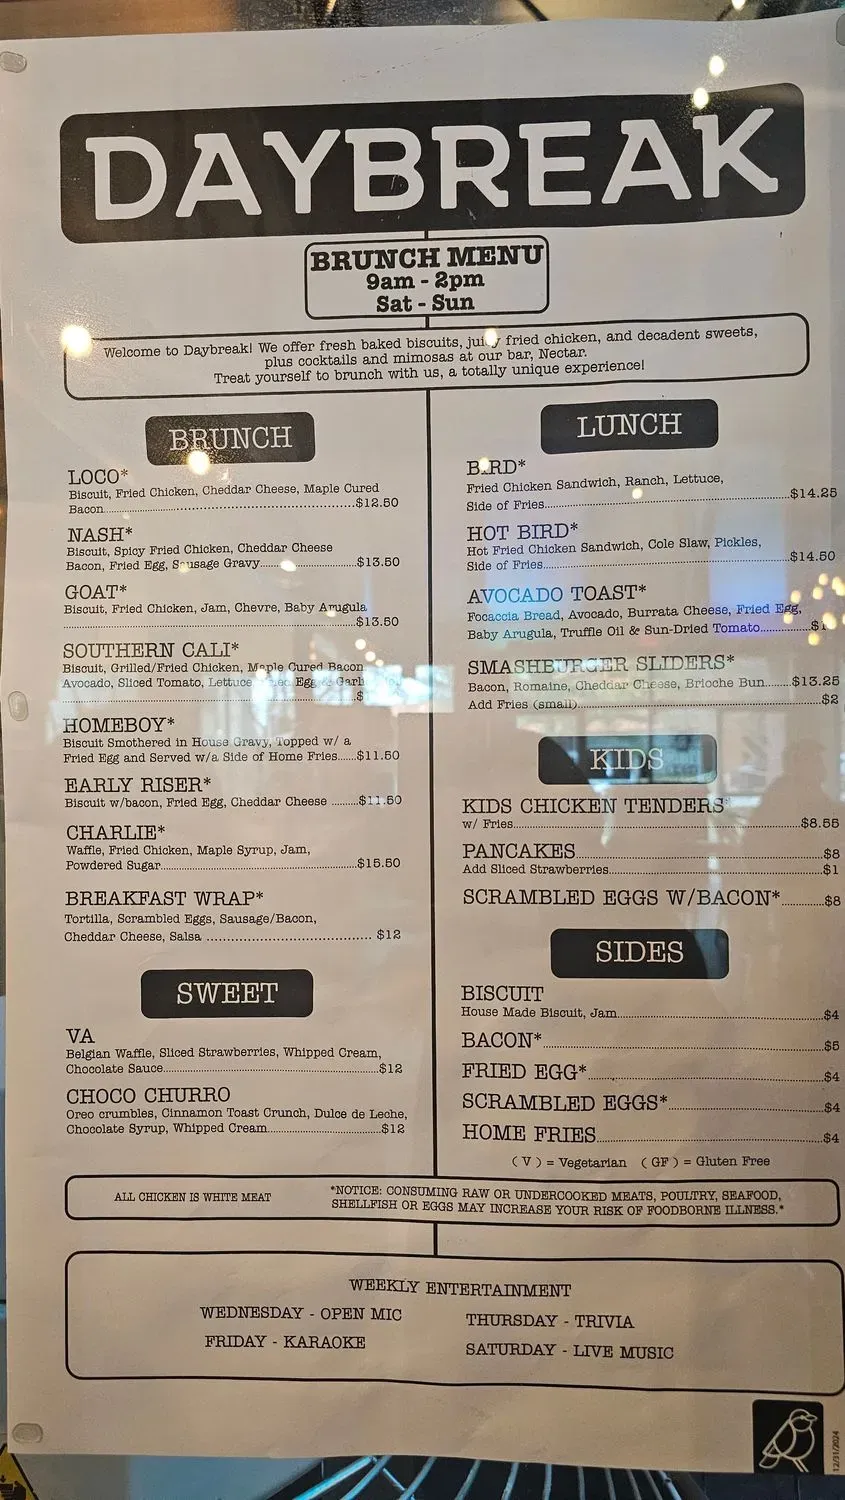 DAYBREAK
BRUNCH MENU
9am - 2pm
Sat - Sun
Welcome to Daybreak! We offer fresh baked biscuits, juicy fried chicken, and decadent sweets,
plus cocktails and mimosas at our bar, Nectar.
Treat yourself to brunch with us, a totally unique experience!
BRUNCH
LOCO*
Biscuit, Fried Chicken, Cheddar Cheese, Maple Cured
Bacon...$12.50
NASH*
Biscuit, Spicy Fried Chicken, Cheddar Cheese
Bacon, Fried Egg, Sausage Gravy...$13.50
GOAT*
Biscuit, Fried Chicken, Jam, Chevre, Baby Arugula
...$13.50
SOUTHERN CALI*
Biscuit, Grilled/Fried Chicken, Maple Cured Bacon
Avocado, Sliced Tomato, Lettuce Egg &
...$
HOMEBOY*
Biscuit Smothered in House Gravy, Topped w/ a
Fried Egg and Served w/a Side of Home Fries...$11.50
EARLY RISER*
Biscuit w/bacon, Fried Egg, Cheddar Cheese ...$11.50
CHARLIE*
Waffle, Fried Chicken, Maple Syrup, Jam,
Powdered Sugar...$15.50
BREAKFAST WRAP*
Tortilla, Scrambled Eggs, Sausage/Bacon,
Cheddar Cheese, Salsa ... $12
SWEET
VA
Belgian Waffle, Sliced Strawberries, Whipped Cream,
Chocolate Sauce...$12
CHOCO CHURRO
Oreo crumbles, Cinnamon Toast Crunch, Dulce de Leche,
Chocolate Syrup, Whipped Cream...$12
LUNCH
BIRD*
Fried Chicken Sandwich, Ranch, Lettuce,
Side of Fries...$14.25
HOT BIRD*
Hot Fried Chicken Sandwich, Cole Slaw, Pickles,
Side of Fries...$14.50
AVOCADO TOAST*
Focaccia Bread, Avocado, Burrata Cheese, Fried Egg,
Baby Arugula, Truffle Oil & Sun-Dried Tomato...$
SMASHBURGER SLIDERS*
Bacon, Romaine, Cheddar Cheese, Brioche Bun...$13.25
Add Fries (small)...$2
KIDS
KIDS CHICKEN TENDERS*
w/ Fries...$8.55
PANCAKES...$8
Add Sliced Strawberries...$1
SCRAMBLED EGGS W/BACON*...$8
SIDES
BISCUIT
House Made Biscuit, Jam...$4
BACON*...$5
FRIED EGG*...$4
SCRAMBLED EGGS*...$4
HOME FRIES...$4
( V ) = Vegetarian ( GF ) = Gluten Free
ALL CHICKEN IS WHITE MEAT
*NOTICE: CONSUMING RAW OR UNDERCOOKED MEATS, POULTRY, SEAFOOD,
SHELLFISH OR EGGS MAY INCREASE YOUR RISK OF FOODBORNE ILLNESS.*
WEEKLY ENTERTAINMENT
WEDNESDAY - OPEN MIC
THURSDAY - TRIVIA
FRIDAY - KARAOKE
SATURDAY - LIVE MUSIC
12/31/2024